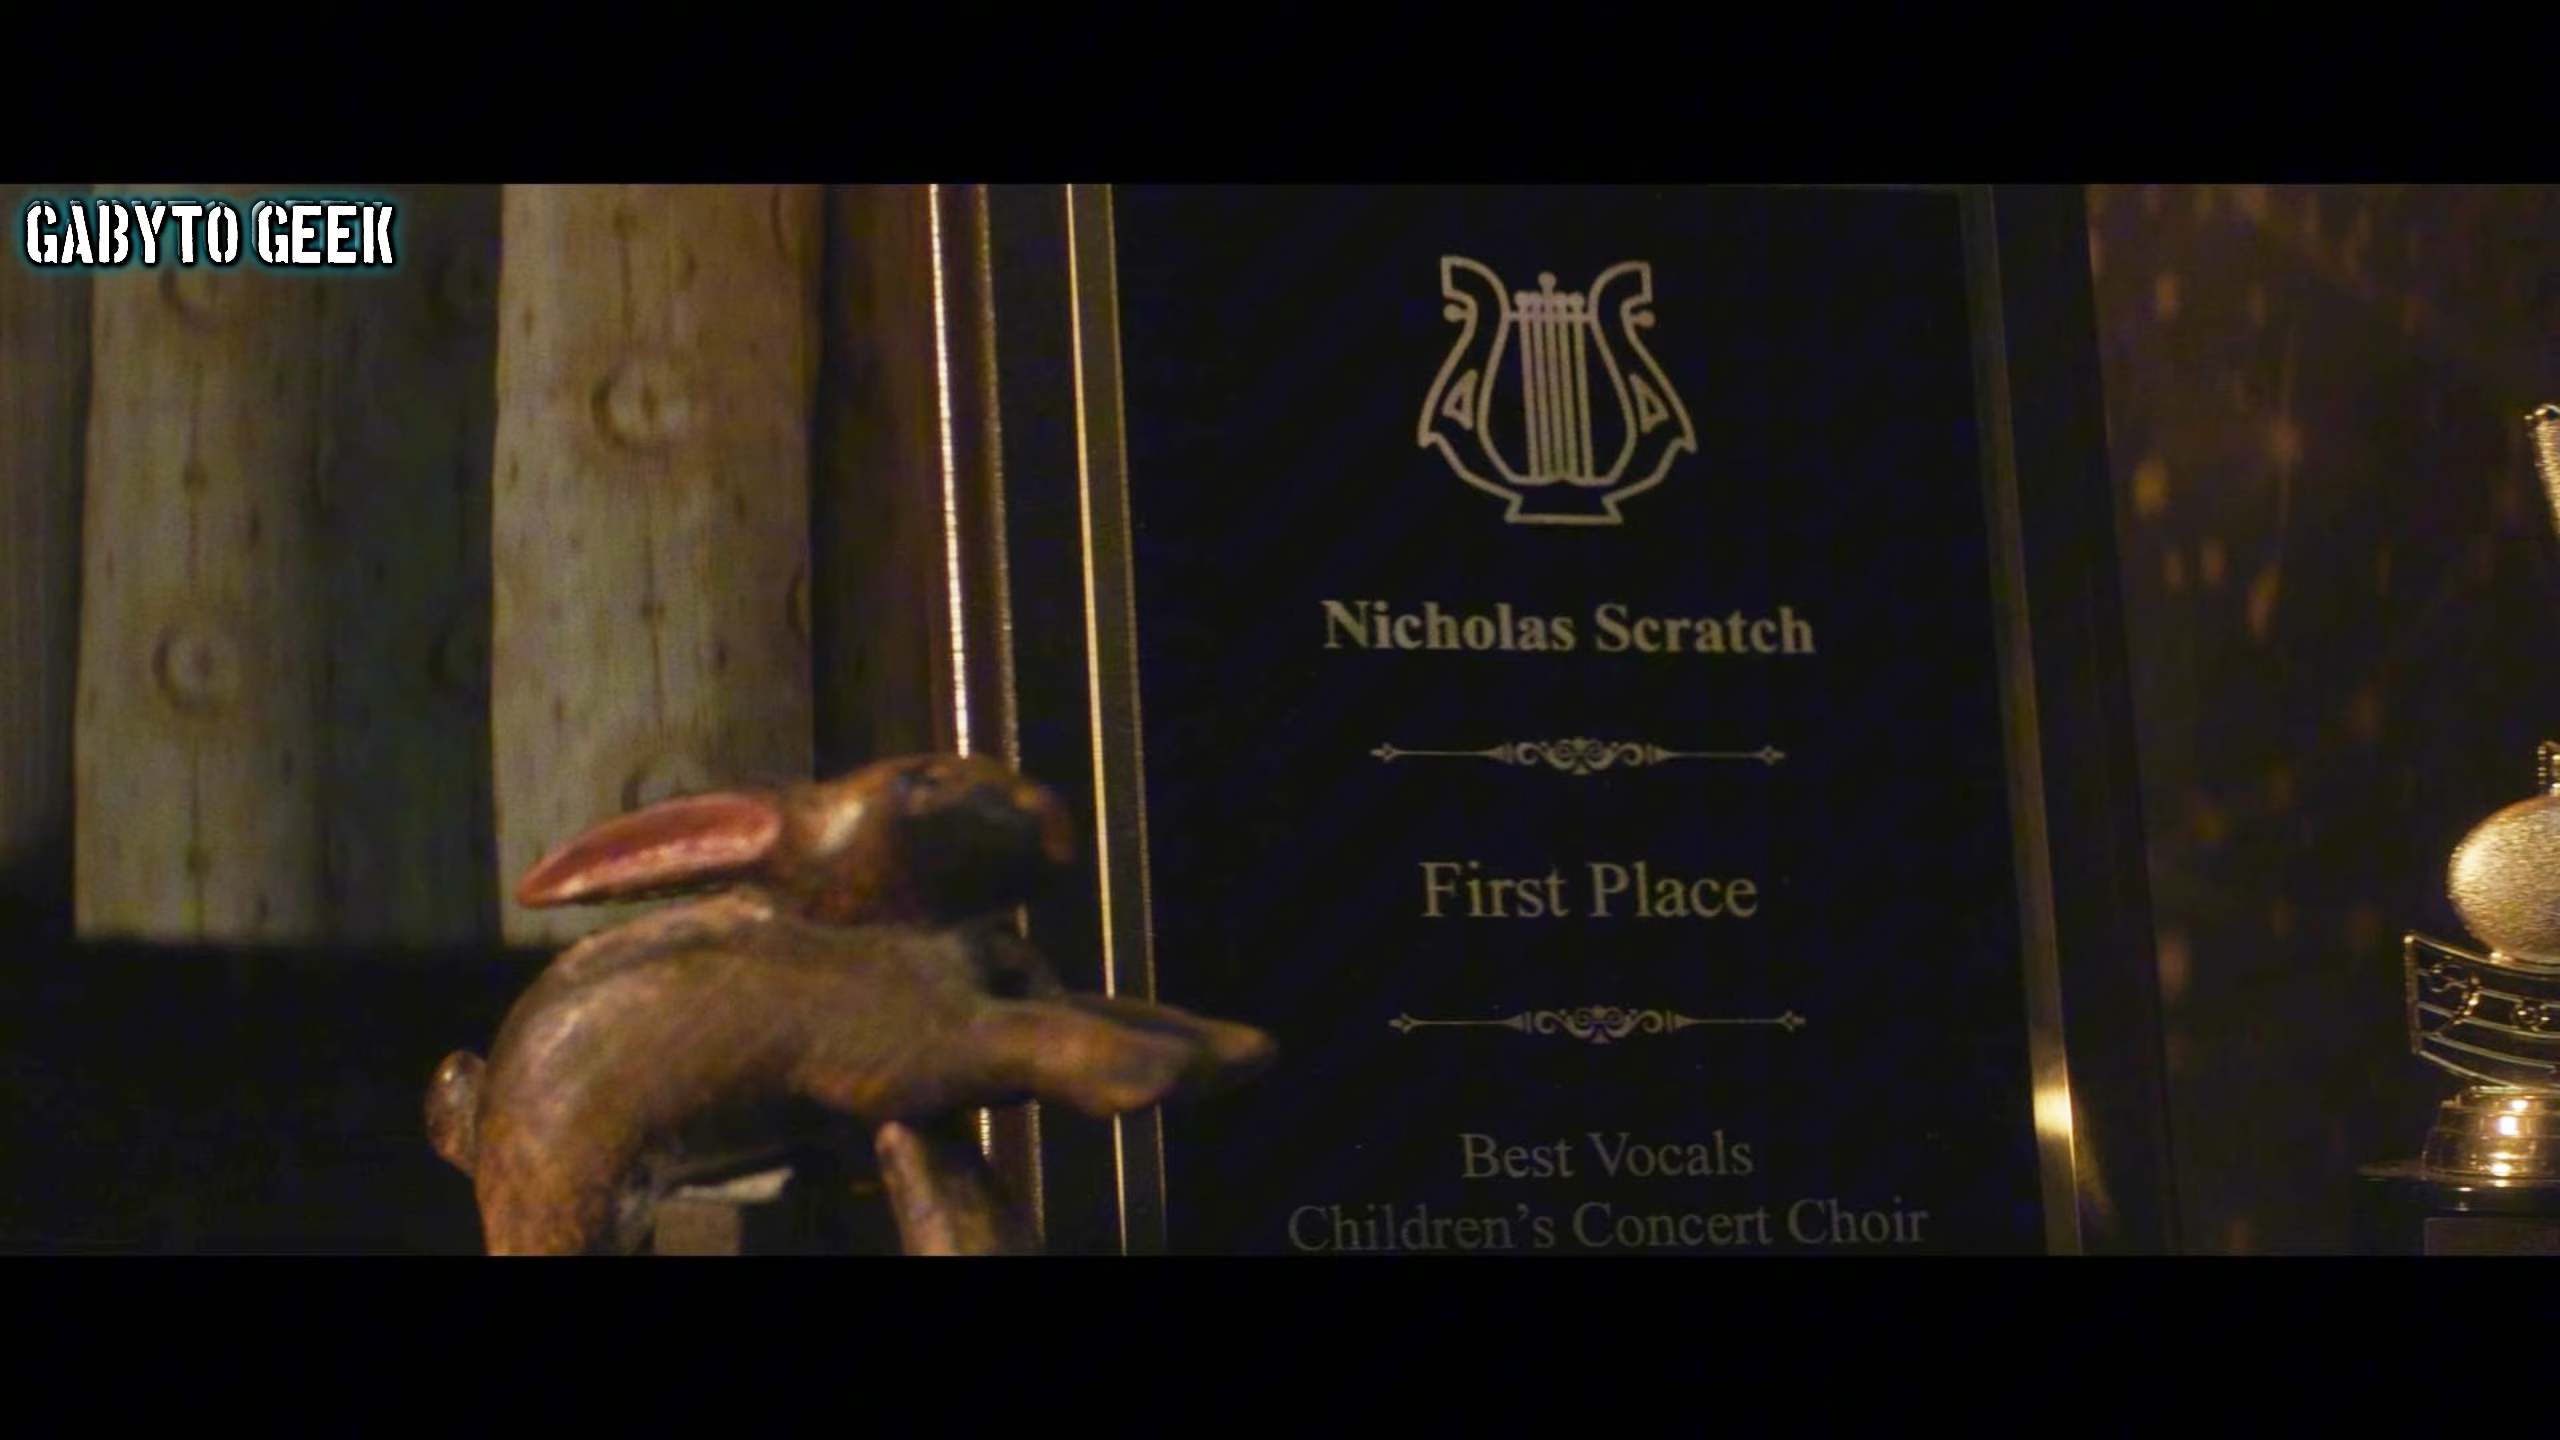 GABYTO GEEK
Nicholas Scratch
First Place
Best Vocals
Children's Concert Choir